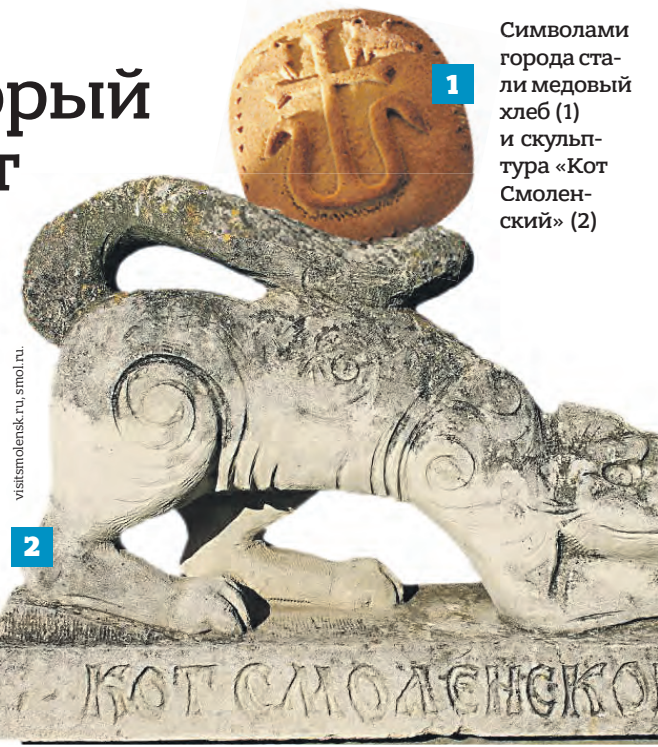 орый
т
1
Символами
города ста-
ли медовый
хлеб (1)
и скульп-
тура «Кот
Смолен-
ский» (2)
visitsmolensk.ru, smol.ru.
2
КОТ СМОЛЕНСКО